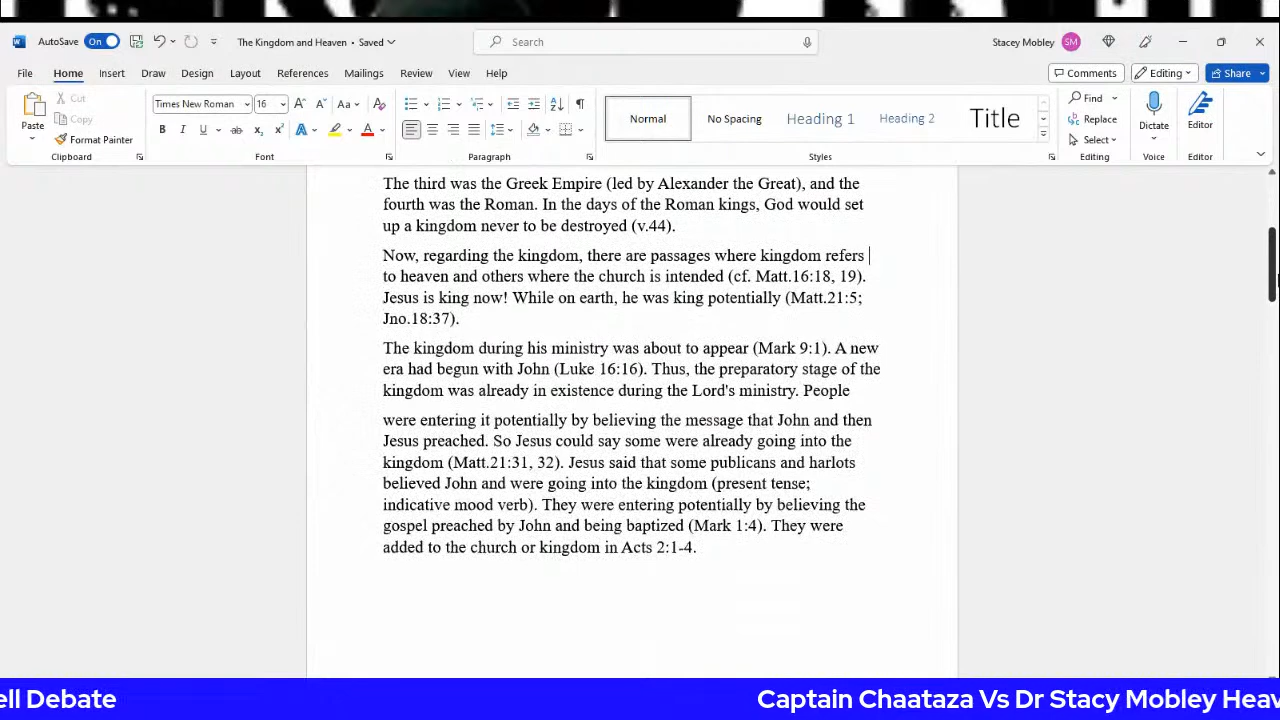 AutoSave On The Kingdom and Heaven • Saved Search Stacey Mobley SM
File Home Insert Draw Design Layout References Mailings Review View Help Comments Editing Share
Paste Cut Copy Format Painter Clipboard
Times New Roman 16 Font
Paragraph
Normal No Spacing Heading 1 Heading 2 Title Styles
Find Replace Select Editing
Dictate Voice
Editor Editor
The third was the Greek Empire (led by Alexander the Great), and the
fourth was the Roman. In the days of the Roman kings, God would set
up a kingdom never to be destroyed (v.44).
Now, regarding the kingdom, there are passages where kingdom refers
to heaven and others where the church is intended (cf. Matt.16:18, 19).
Jesus is king now! While on earth, he was king potentially (Matt.21:5;
Jno.18:37).
The kingdom during his ministry was about to appear (Mark 9:1). A new
era had begun with John (Luke 16:16). Thus, the preparatory stage of the
kingdom was already in existence during the Lord's ministry. People
were entering it potentially by believing the message that John and then
Jesus preached. So Jesus could say some were already going into the
kingdom (Matt.21:31, 32). Jesus said that some publicans and harlots
believed John and were going into the kingdom (present tense;
indicative mood verb). They were entering potentially by believing the
gospel preached by John and being baptized (Mark 1:4). They were
added to the church or kingdom in Acts 2:1-4.
ell Debate Captain Chaataza Vs Dr Stacy Mobley Heav